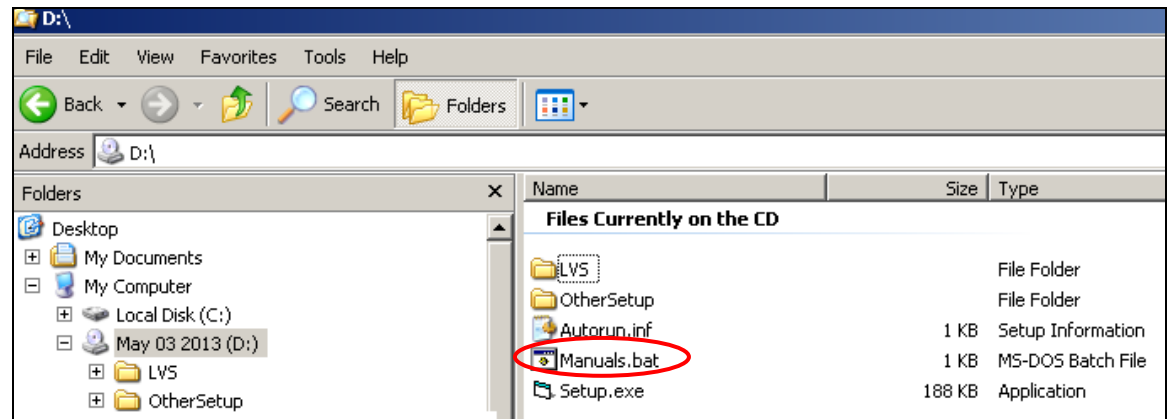 D:\
File Edit View Favorites Tools Help
Back Search Folders
Address D:\
Folders
Desktop
My Documents
My Computer
Local Disk (C:)
May 03 2013 (D:)
LVS
OtherSetup
Name Size Type
Files Currently on the CD
LVS File Folder
OtherSetup File Folder
Autorun.inf 1 KB Setup Information
Manuals.bat 1 KB MS-DOS Batch File
Setup.exe 188 KB Application